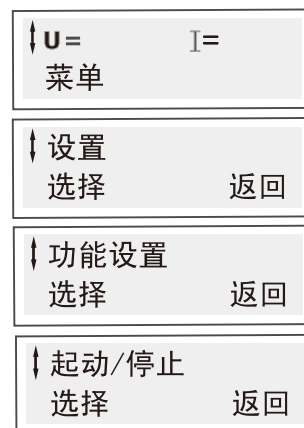 U= I=
菜单
设置
选择 返回
功能设置
选择 返回
起动/停止
选择 返回